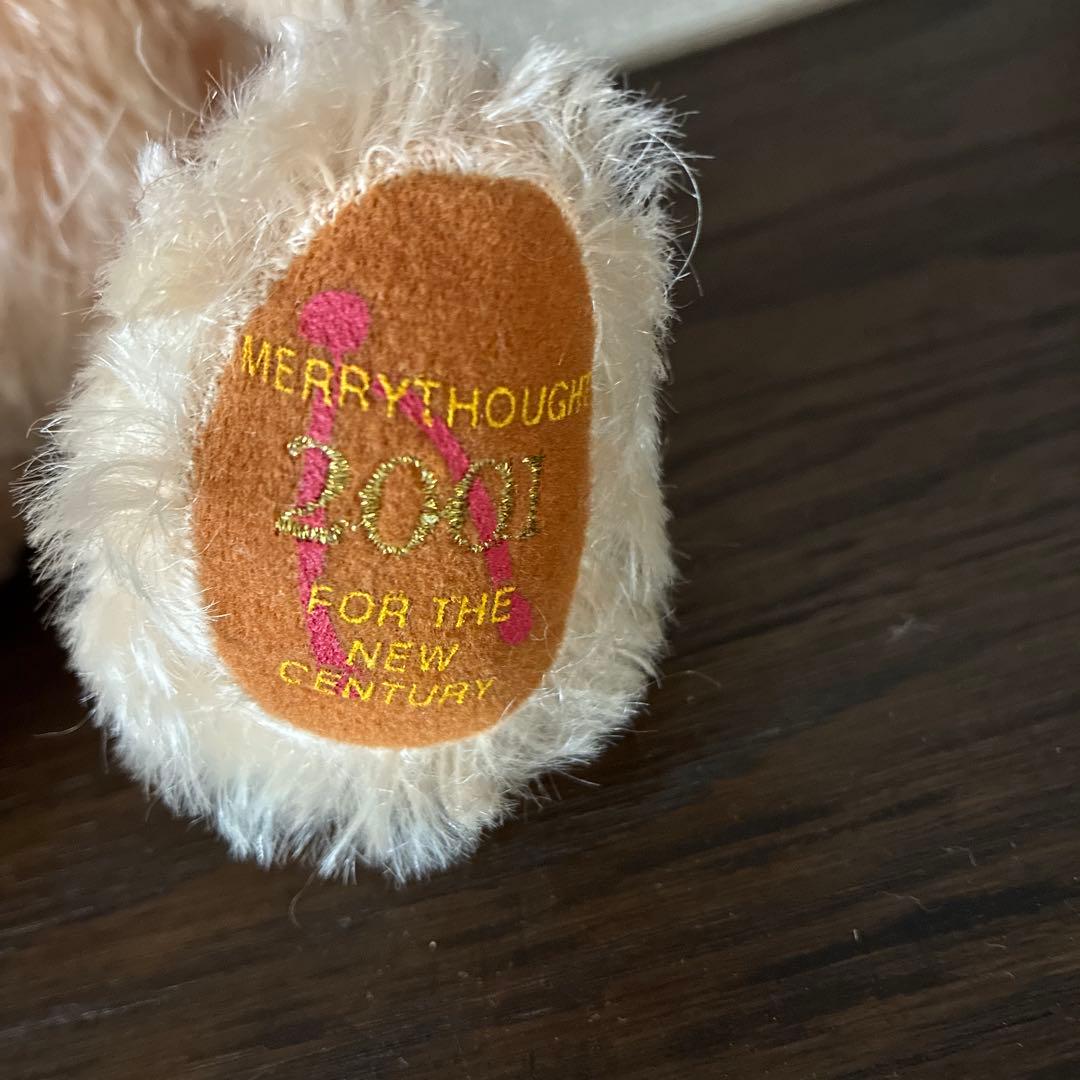 MERRYTHOUGHT
2001
FOR THE
NEW
CENTURY